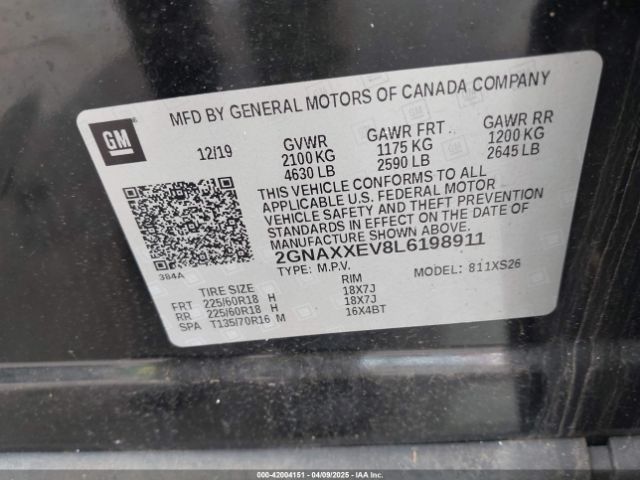 MFD BY GENERAL MOTORS OF CANADA COMPANY
GM
12/19
GVWR
2100 KG
4630 LB
GAWR FRT
1175 KG
2590 LB
GAWR RR
1200 KG
2645 LB
THIS VEHICLE CONFORMS TO ALL
APPLICABLE U.S. FEDERAL MOTOR
VEHICLE SAFETY AND THEFT PREVENTION
STANDARDS IN EFFECT ON THE DATE OF
MANUFACTURE SHOWN ABOVE.
2GNAXXEV8L6198911
TYPE: M.P.V.
MODEL: 811XS26
384A
TIRE SIZE RIM
FRT 225/60R18 H 18X7J
RR 225/60R18 H 18X7J
SPA T135/70R16 M 16X4BT
000-42004151 - 04/09/2025 - IAAI.com